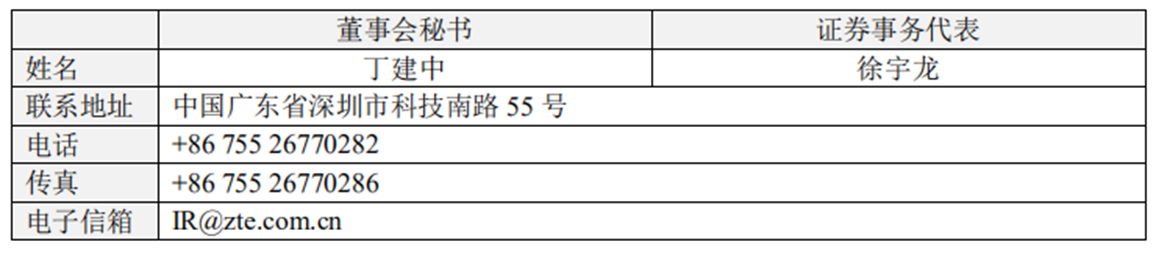 董事会秘书 证券事务代表
姓名 丁建中 徐宇龙
联系地址 中国广东省深圳市科技南路 55 号
电话 +86 755 26770282
传真 +86 755 26770286
电子信箱 IR@zte.com.cn